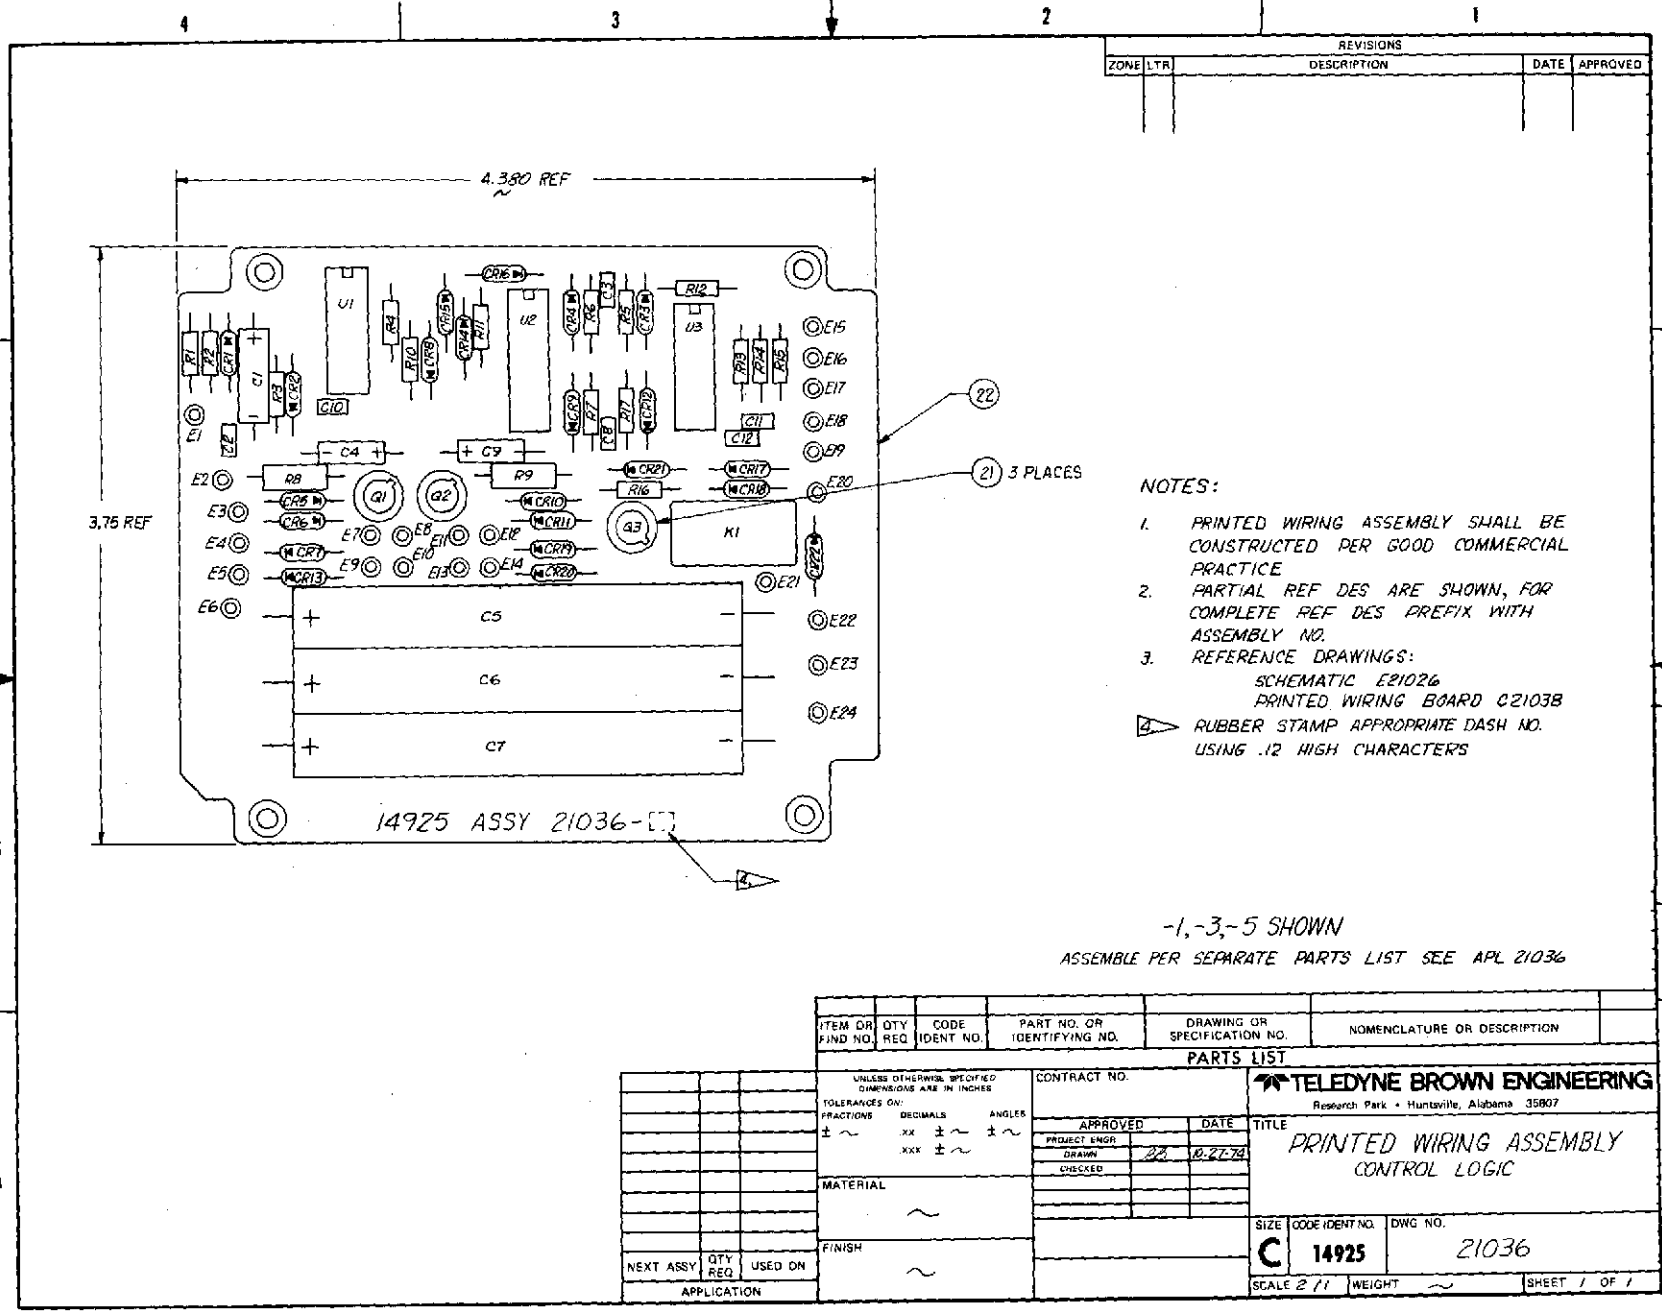 4 3 2 1
REVISIONS
ZONE LTR DESCRIPTION DATE APPROVED
4.380 REF
3.75 REF
CR16
U1
R4
CR15
CR14
R11
U2
CR4
R6
C3
R5
CR3
R12
U3
R1
R2
CR1
C1
R3
CR2
R10
CR8
R13
R14
R15
E15
E16
E17
E18
E19
E20
22
21 3 PLACES
C10
CR9
R7
C8
R17
CR12
C11
C12
E1
C2
- C4 +
+ C9 -
E2
R8
Q1
Q2
R9
CR21
CR17
R16
CR18
CR5
CR10
E3
CR6
CR11
Q3
K1
CR22
E7
E8
E11
E12
E4
CR7
CR19
E9
E10
E13
E14
E5
CR13
CR20
E21
E6
+ C5 -
E22
+ C6 -
E23
+ C7 -
E24
14925 ASSY 21036-
4.
NOTES:
1. PRINTED WIRING ASSEMBLY SHALL BE
CONSTRUCTED PER GOOD COMMERCIAL
PRACTICE
2. PARTIAL REF DES ARE SHOWN, FOR
COMPLETE REF DES PREFIX WITH
ASSEMBLY NO.
3. REFERENCE DRAWINGS:
SCHEMATIC E21026
PRINTED WIRING BOARD C21038
4. RUBBER STAMP APPROPRIATE DASH NO.
USING .12 HIGH CHARACTERS
-1,-3,-5 SHOWN
ASSEMBLE PER SEPARATE PARTS LIST SEE APL 21036
ITEM OR FIND NO. QTY REQ CODE IDENT NO. PART NO. OR IDENTIFYING NO. DRAWING OR SPECIFICATION NO. NOMENCLATURE OR DESCRIPTION
PARTS LIST
UNLESS OTHERWISE SPECIFIED
DIMENSIONS ARE IN INCHES
TOLERANCES ON:
FRACTIONS DECIMALS ANGLES
± ~ .XX ± ~ ± ~
.XXX ± ~
MATERIAL
~
FINISH
~
CONTRACT NO.
APPROVED DATE
PROJECT ENGR
DRAWN 10-27-74
CHECKED
TELEDYNE BROWN ENGINEERING
Research Park • Huntsville, Alabama 35807
TITLE
PRINTED WIRING ASSEMBLY
CONTROL LOGIC
SIZE CODE IDENT NO. DWG NO.
C 14925 21036
SCALE 2/1 WEIGHT ~ SHEET 1 OF 1
NEXT ASSY QTY REQ USED ON
APPLICATION